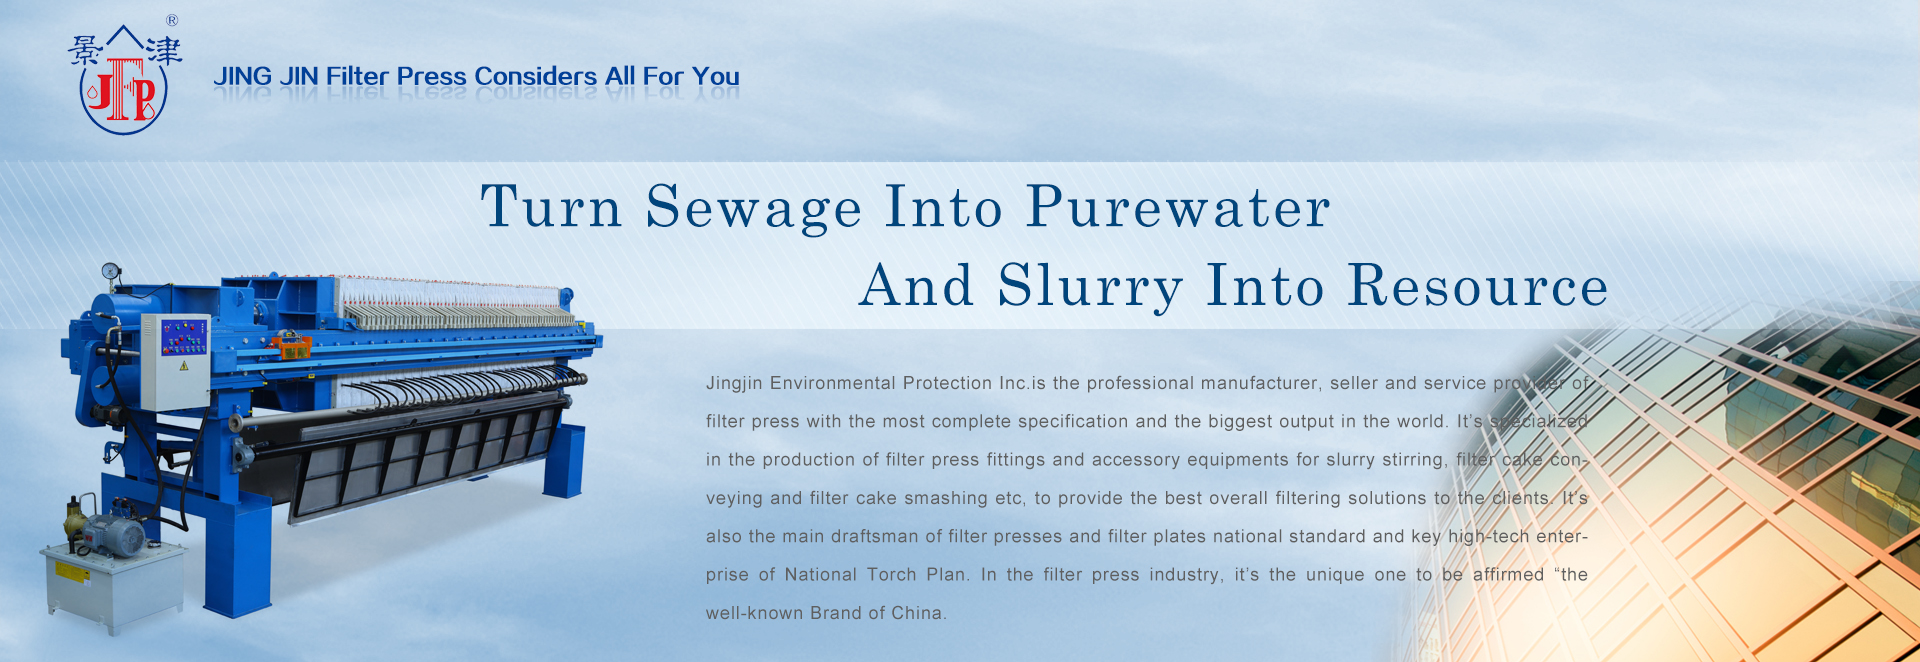 ®
景 津
JFP
JING JIN Filter Press Considers All For You
Turn Sewage Into Purewater
And Slurry Into Resource
Jingjin Environmental Protection Inc.is the professional manufacturer, seller and service provider of
filter press with the most complete specification and the biggest output in the world. It’s specialized
in the production of filter press fittings and accessory equipments for slurry stirring, filter cake con-
veying and filter cake smashing etc, to provide the best overall filtering solutions to the clients. It’s
also the main draftsman of filter presses and filter plates national standard and key high-tech enter-
prise of National Torch Plan. In the filter press industry, it’s the unique one to be affirmed “the
well-known Brand of China.